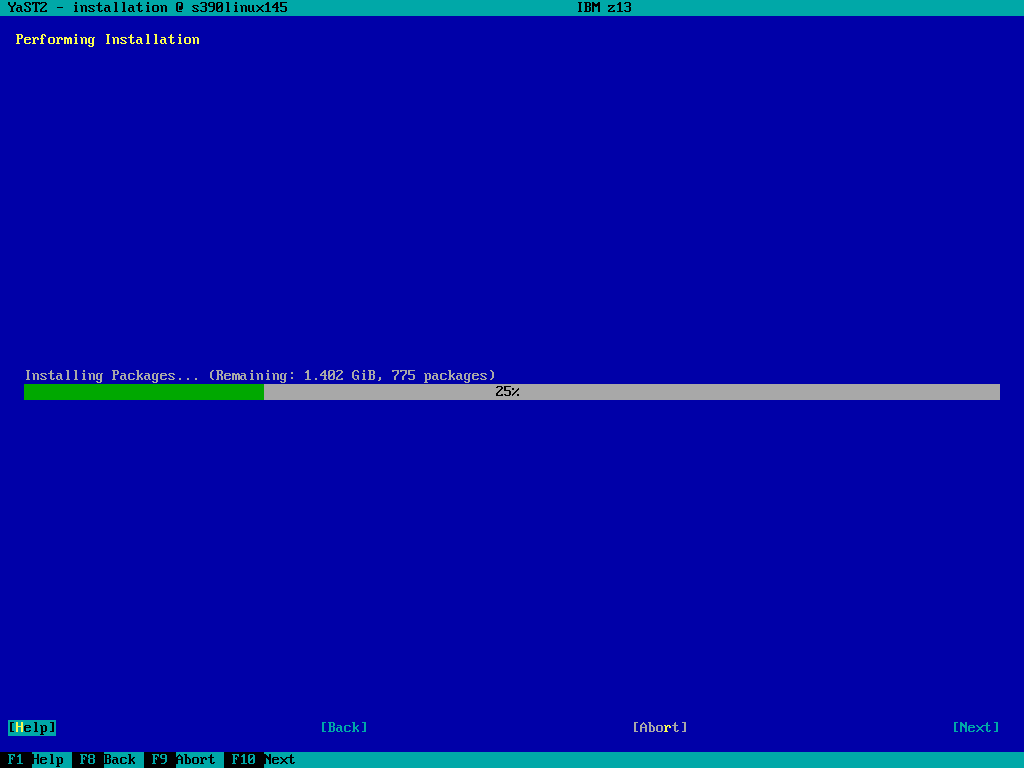 YaST2 - installation @ s390linux145 IBM z13
Performing Installation
Installing Packages... (Remaining: 1.402 GiB, 775 packages)
25%
[Help] [Back] [Abort] [Next]
F1 Help F8 Back F9 Abort F10 Next